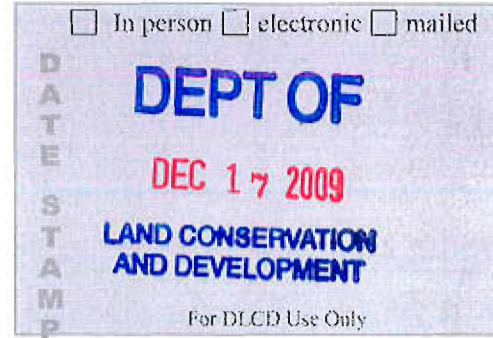 ☐ In person ☐ electronic ☐ mailed
DATE STAMP
DEPT OF
DEC 17 2009
LAND CONSERVATION
AND DEVELOPMENT
For DLCD Use Only